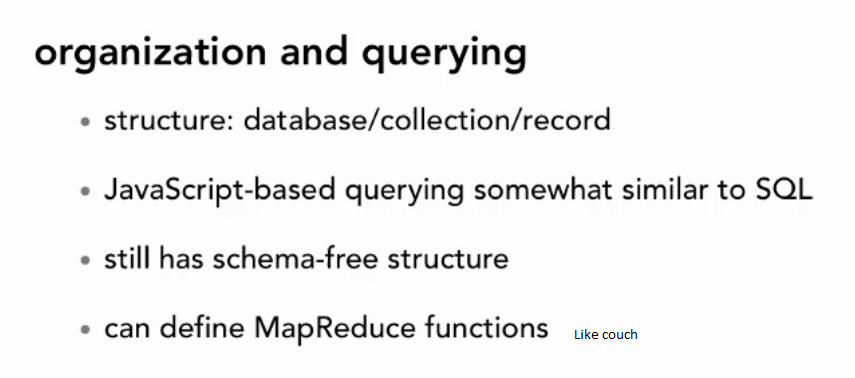 organization and querying
• structure: database/collection/record
• JavaScript-based querying somewhat similar to SQL
• still has schema-free structure
• can define MapReduce functions Like couch